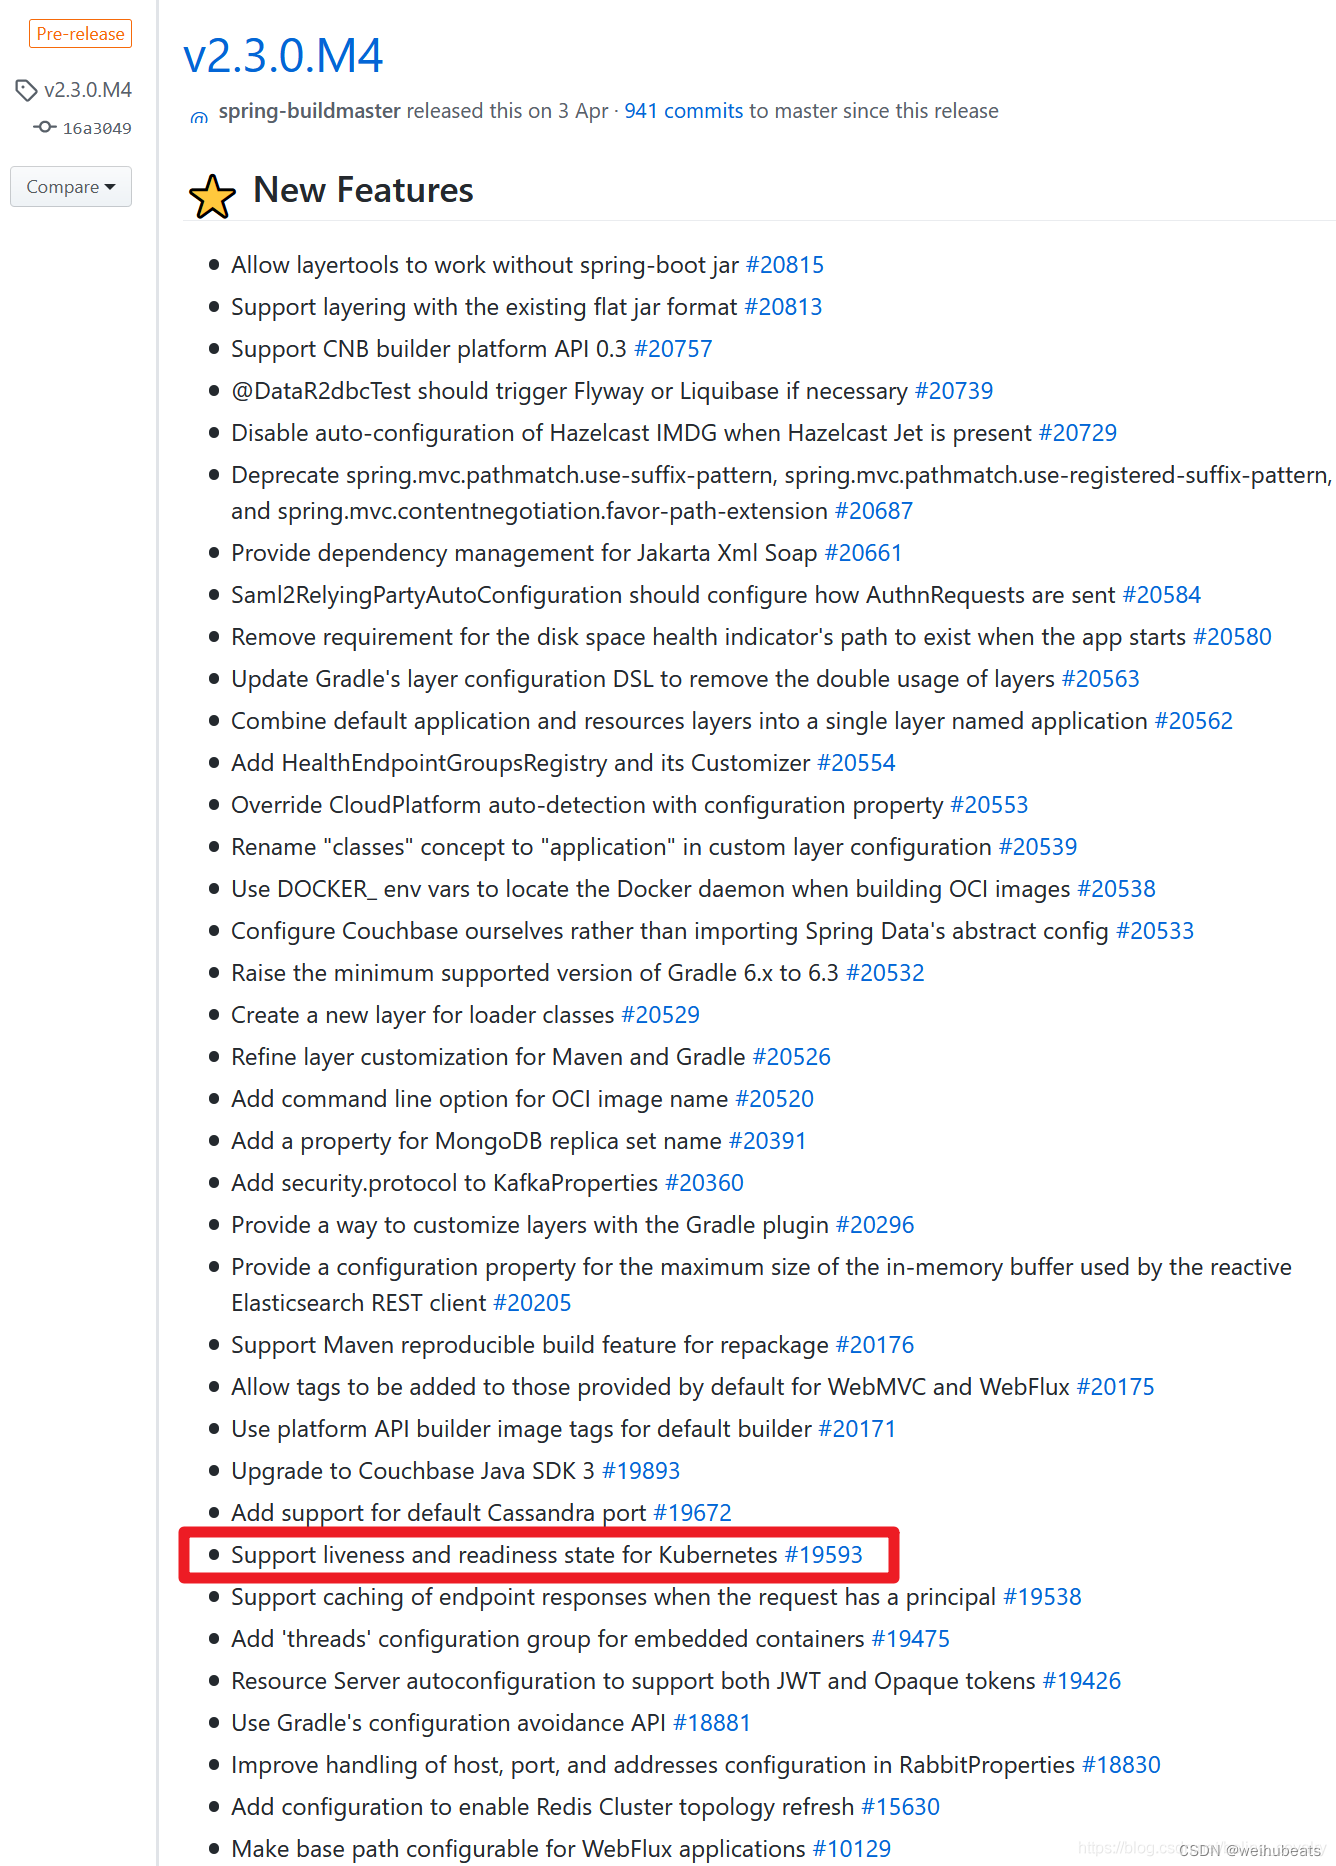 Pre-release
v2.3.0.M4
16a3049
Compare
v2.3.0.M4
spring-buildmaster released this on 3 Apr · 941 commits to master since this release
New Features
Allow layertools to work without spring-boot jar #20815
Support layering with the existing flat jar format #20813
Support CNB builder platform API 0.3 #20757
@DataR2dbcTest should trigger Flyway or Liquibase if necessary #20739
Disable auto-configuration of Hazelcast IMDG when Hazelcast Jet is present #20729
Deprecate spring.mvc.pathmatch.use-suffix-pattern, spring.mvc.pathmatch.use-registered-suffix-pattern,
and spring.mvc.contentnegotiation.favor-path-extension #20687
Provide dependency management for Jakarta Xml Soap #20661
Saml2RelyingPartyAutoConfiguration should configure how AuthnRequests are sent #20584
Remove requirement for the disk space health indicator's path to exist when the app starts #20580
Update Gradle's layer configuration DSL to remove the double usage of layers #20563
Combine default application and resources layers into a single layer named application #20562
Add HealthEndpointGroupsRegistry and its Customizer #20554
Override CloudPlatform auto-detection with configuration property #20553
Rename "classes" concept to "application" in custom layer configuration #20539
Use DOCKER_ env vars to locate the Docker daemon when building OCI images #20538
Configure Couchbase ourselves rather than importing Spring Data's abstract config #20533
Raise the minimum supported version of Gradle 6.x to 6.3 #20532
Create a new layer for loader classes #20529
Refine layer customization for Maven and Gradle #20526
Add command line option for OCI image name #20520
Add a property for MongoDB replica set name #20391
Add security.protocol to KafkaProperties #20360
Provide a way to customize layers with the Gradle plugin #20296
Provide a configuration property for the maximum size of the in-memory buffer used by the reactive
Elasticsearch REST client #20205
Support Maven reproducible build feature for repackage #20176
Allow tags to be added to those provided by default for WebMVC and WebFlux #20175
Use platform API builder image tags for default builder #20171
Upgrade to Couchbase Java SDK 3 #19893
Add support for default Cassandra port #19672
Support liveness and readiness state for Kubernetes #19593
Support caching of endpoint responses when the request has a principal #19538
Add 'threads' configuration group for embedded containers #19475
Resource Server autoconfiguration to support both JWT and Opaque tokens #19426
Use Gradle's configuration avoidance API #18881
Improve handling of host, port, and addresses configuration in RabbitProperties #18830
Add configuration to enable Redis Cluster topology refresh #15630
Make base path configurable for WebFlux applications #10129
CSDN @weihubeats